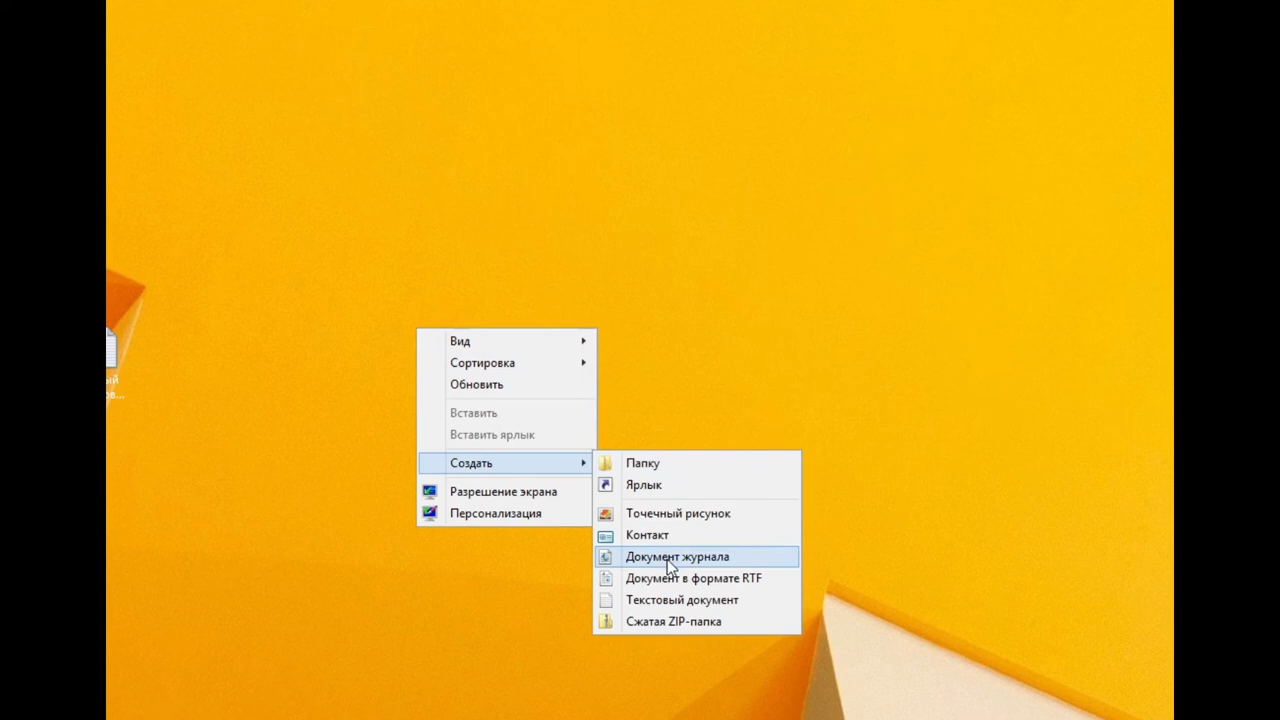 Вид
Сортировка
Обновить
Вставить
Вставить ярлык
Создать
Разрешение экрана
Персонализация
Папку
Ярлык
Точечный рисунок
Контакт
Документ журнала
Документ в формате RTF
Текстовый документ
Сжатая ZIP-папка